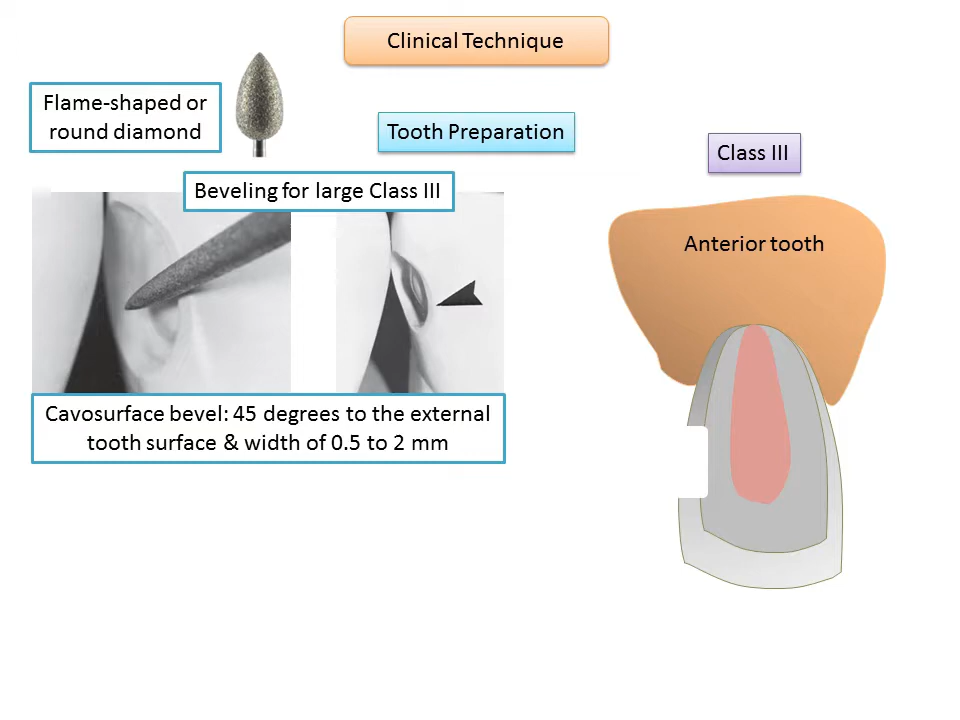 Clinical Technique
Flame-shaped or
round diamond
Tooth Preparation
Class III
Beveling for large Class III
Anterior tooth
Cavosurface bevel: 45 degrees to the external
tooth surface & width of 0.5 to 2 mm